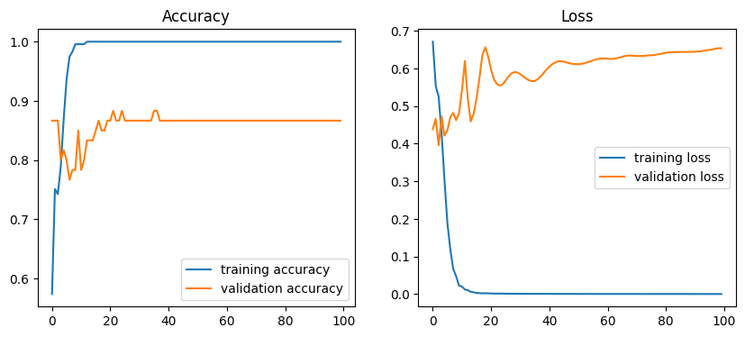 Accuracy
Loss
1.0
0.9
0.8
0.7
0.6
0 20 40 60 80 100
training accuracy
validation accuracy
0.7
0.6
0.5
0.4
0.3
0.2
0.1
0.0
0 20 40 60 80 100
training loss
validation loss